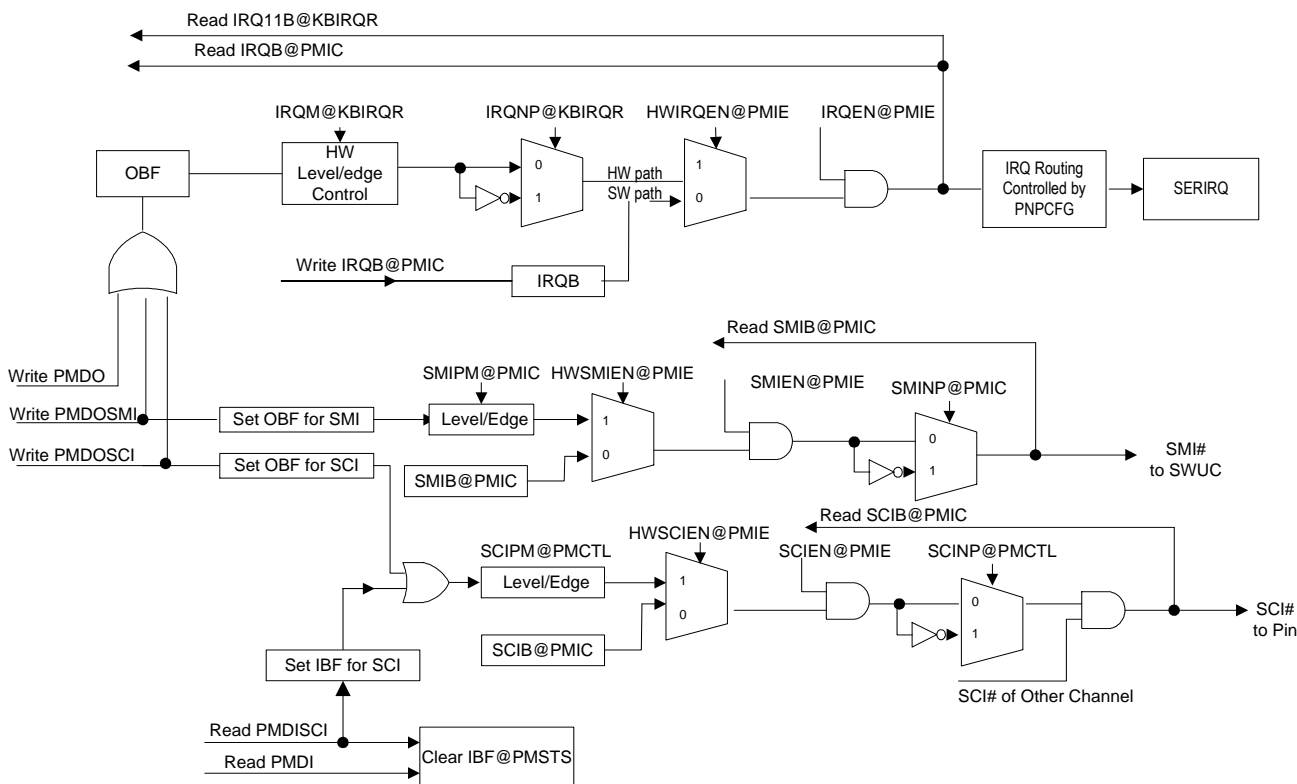 Read IRQ11B@KBIRQR
Read IRQB@PMIC
IRQM@KBIRQR
IRQNP@KBIRQR
HWIRQEN@PMIE
IRQEN@PMIE
OBF
HW
Level/edge
Control
0
1
HW path
SW path
1
0
IRQ Routing
Controlled by
PNPCFG
SERIRQ
Write IRQB@PMIC
IRQB
Read SMIB@PMIC
Write PMDO
SMIPM@PMIC
HWSMIEN@PMIE
SMIEN@PMIE
SMINP@PMIC
Write PMDOSMI
Set OBF for SMI
Level/Edge
1
0
0
1
SMI#
to SWUC
Write PMDOSCI
Set OBF for SCI
SMIB@PMIC
Read SCIB@PMIC
SCIPM@PMCTL
HWSCIEN@PMIE
SCIEN@PMIE
SCINP@PMCTL
Level/Edge
1
0
0
1
SCI#
to Pin
SCIB@PMIC
Set IBF for SCI
SCI# of Other Channel
Read PMDISCI
Read PMDI
Clear IBF@PMSTS